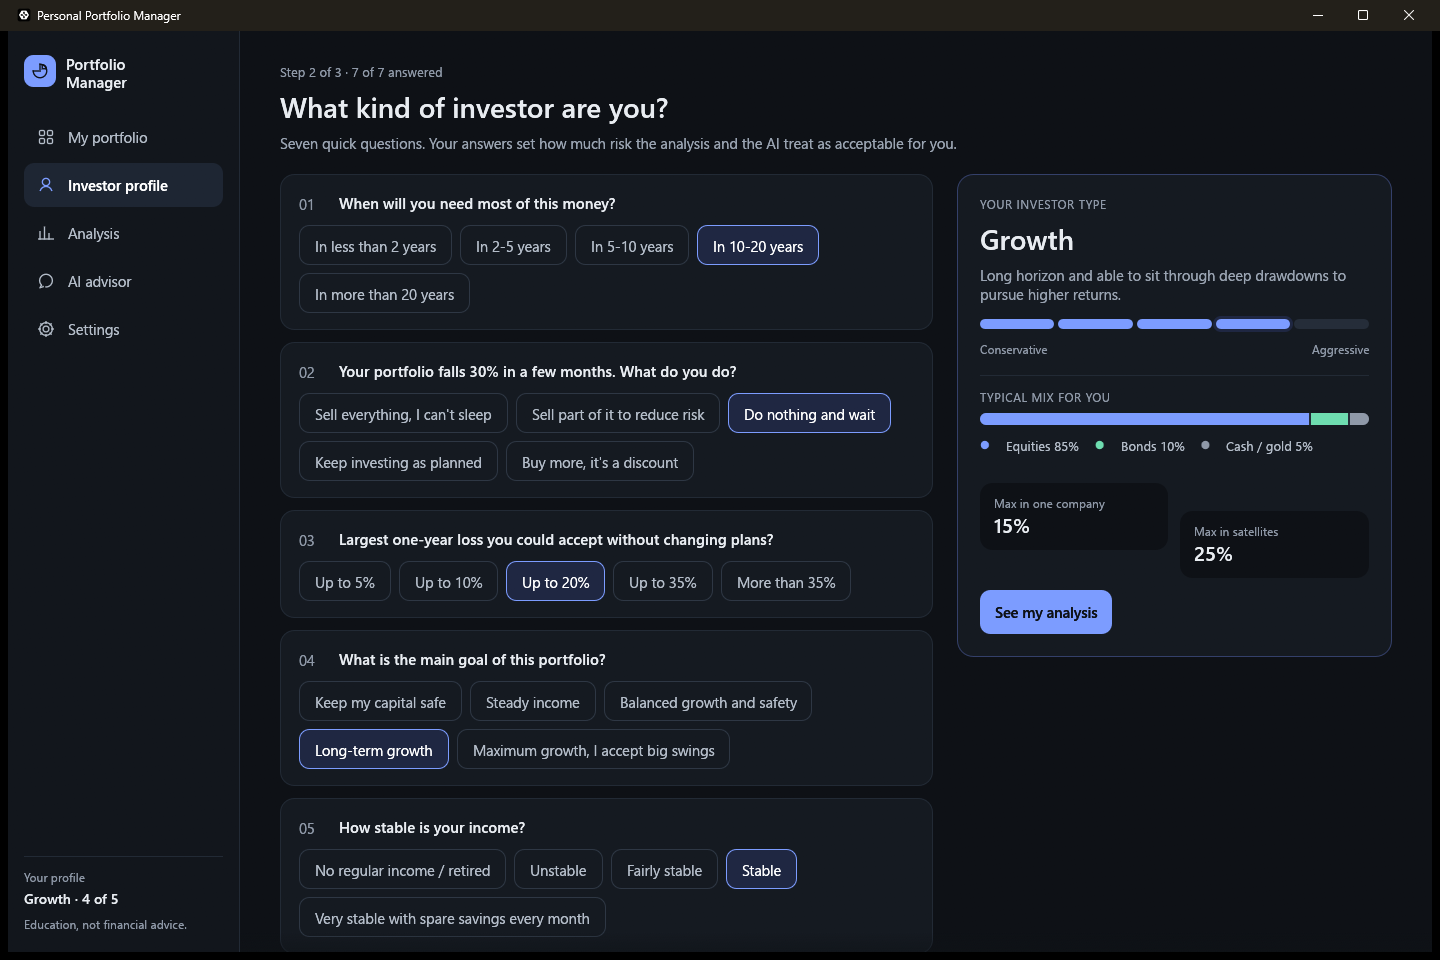 Personal Portfolio Manager
Portfolio
Manager
My portfolio
Investor profile
Analysis
AI advisor
Settings
Your profile
Growth · 4 of 5
Education, not financial advice.
Step 2 of 3 · 7 of 7 answered
What kind of investor are you?
Seven quick questions. Your answers set how much risk the analysis and the AI treat as acceptable for you.
01 When will you need most of this money?
In less than 2 years In 2-5 years In 5-10 years In 10-20 years
In more than 20 years
02 Your portfolio falls 30% in a few months. What do you do?
Sell everything, I can't sleep Sell part of it to reduce risk Do nothing and wait
Keep investing as planned Buy more, it's a discount
03 Largest one-year loss you could accept without changing plans?
Up to 5% Up to 10% Up to 20% Up to 35% More than 35%
04 What is the main goal of this portfolio?
Keep my capital safe Steady income Balanced growth and safety
Long-term growth Maximum growth, I accept big swings
05 How stable is your income?
No regular income / retired Unstable Fairly stable Stable
Very stable with spare savings every month
YOUR INVESTOR TYPE
Growth
Long horizon and able to sit through deep drawdowns to
pursue higher returns.
Conservative Aggressive
TYPICAL MIX FOR YOU
Equities 85% Bonds 10% Cash / gold 5%
Max in one company
15%
Max in satellites
25%
See my analysis